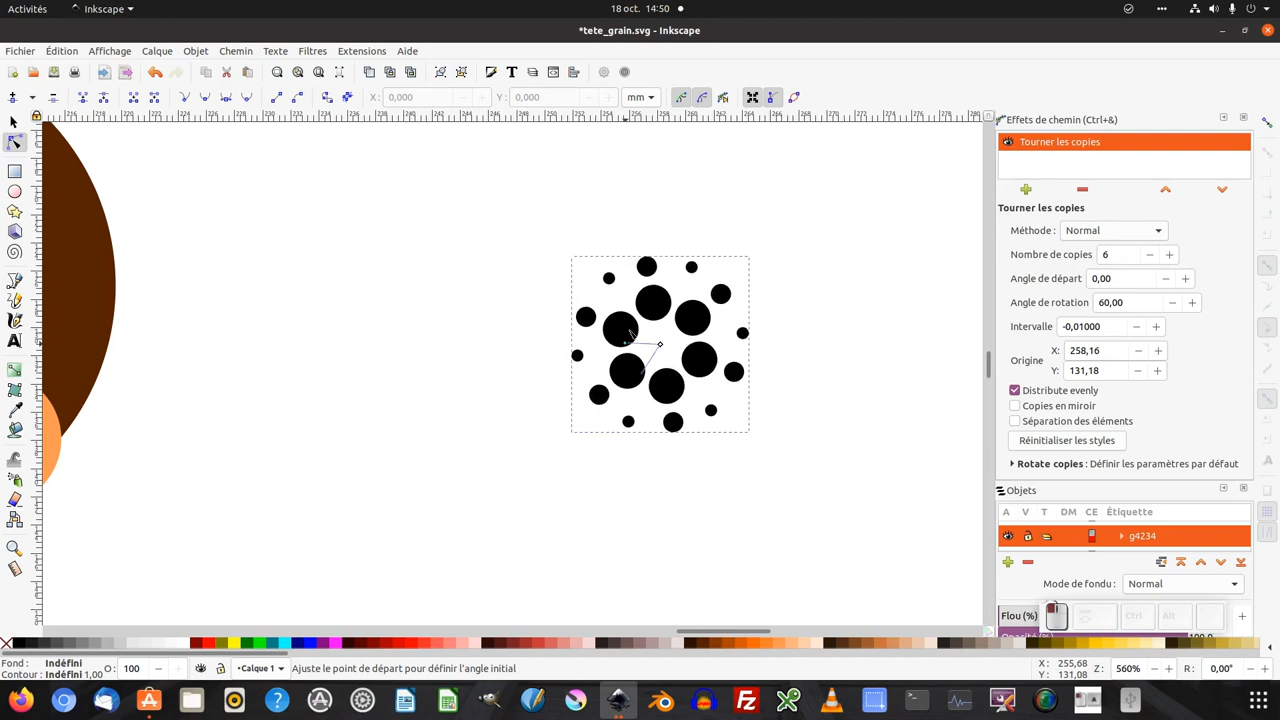 Activités
Inkscape
18 oct. 14:50
*tete_grain.svg - Inkscape
Fichier Édition Affichage Calque Objet Chemin Texte Filtres Extensions Aide
X: 0,000 Y: 0,000 mm
Effets de chemin (Ctrl+&)
Tourner les copies
Tourner les copies
Méthode : Normal
Nombre de copies 6
Angle de départ 0,00
Angle de rotation 60,00
Intervalle -0,01000
Origine X: 258,16
Y: 131,18
Distribute evenly
Copies en miroir
Séparation des éléments
Réinitialiser les styles
Rotate copies : Définir les paramètres par défaut
Objets
A V T DM CE Étiquette
g4234
Mode de fondu : Normal
Flou (%)
Ctrl Alt
Fond : Indéfini
Contour : Indéfini 1,00
O: 100
•Calque 1
Ajuste le point de départ pour définir l'angle initial
X: 255,68
Y: 131,08
Z: 560%
R: 0,00°